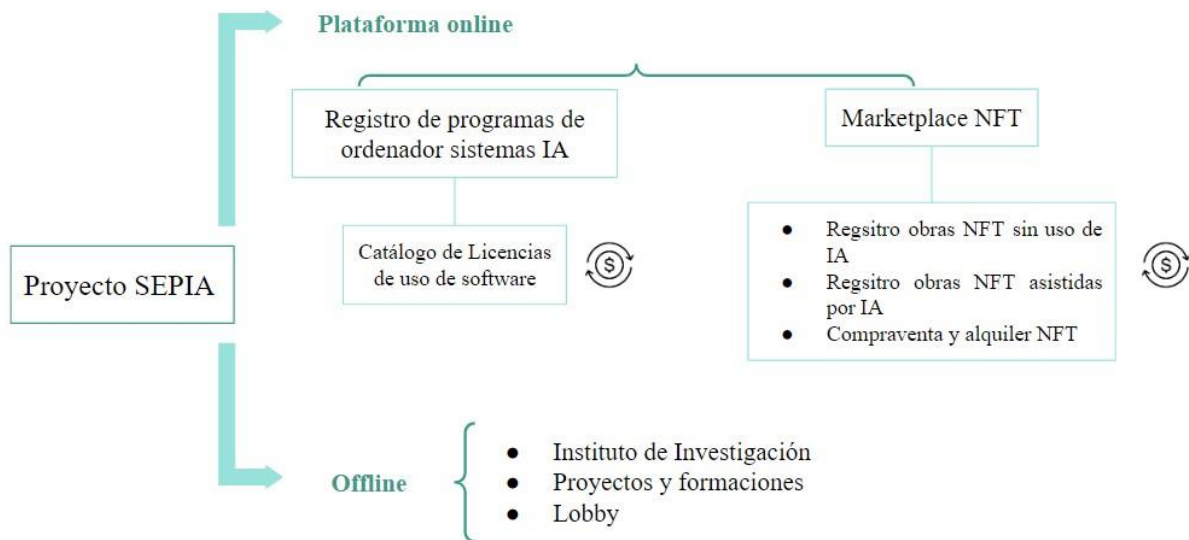 Plataforma online
Registro de programas de
ordenador sistemas IA
Marketplace NFT
Catálogo de Licencias
de uso de software
$
● Regsitro obras NFT sin uso de
IA
● Regsitro obras NFT asistidas
por IA
● Compraventa y alquiler NFT
$
Proyecto SEPIA
Offline
● Instituto de Investigación
● Proyectos y formaciones
● Lobby